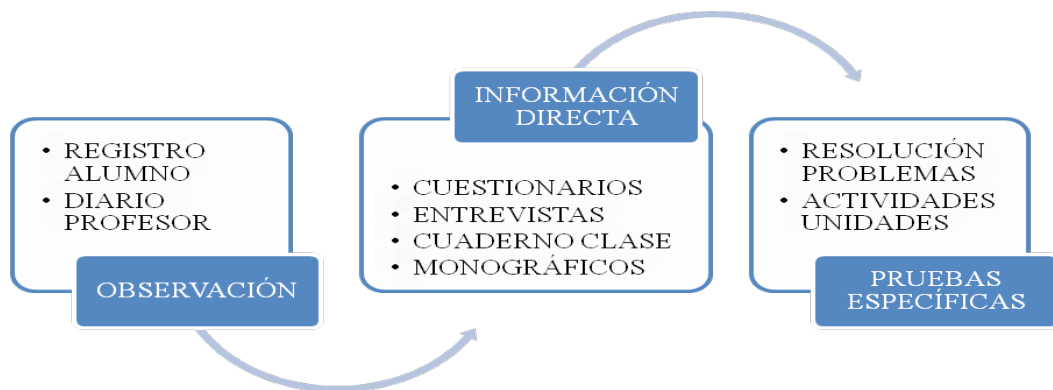 • REGISTRO
ALUMNO
• DIARIO
PROFESOR
OBSERVACIÓN
INFORMACIÓN
DIRECTA
• CUESTIONARIOS
• ENTREVISTAS
• CUADERNO CLASE
• MONOGRÁFICOS
• RESOLUCIÓN
PROBLEMAS
• ACTIVIDADES
UNIDADES
PRUEBAS
ESPECÍFICAS